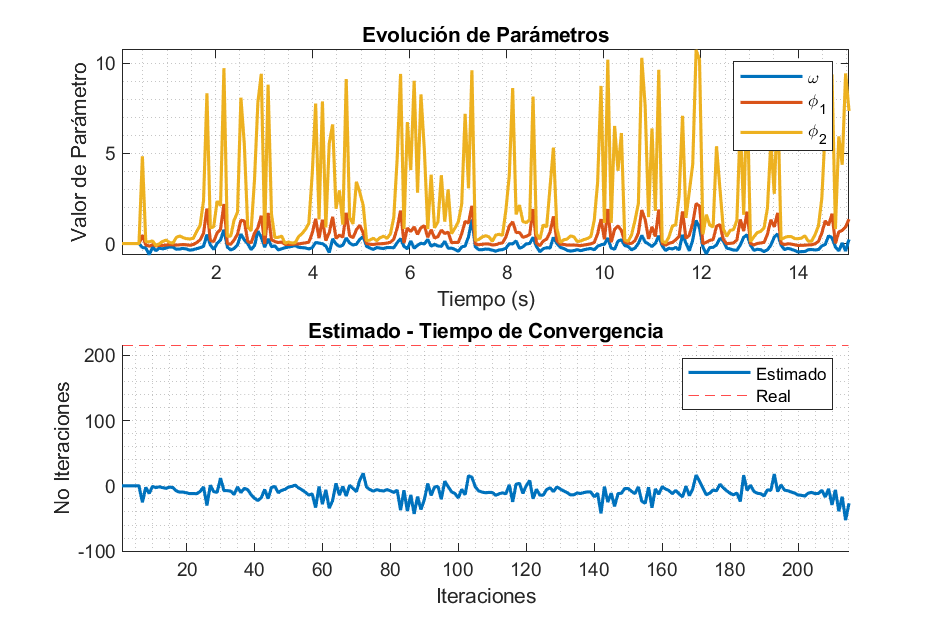 Evolución de Parámetros
Valor de Parámetro
10
5
0
ω
ϕ1
ϕ2
2 4 6 8 10 12 14
Tiempo (s)
Estimado - Tiempo de Convergencia
No Iteraciones
200
100
0
-100
Estimado
Real
20 40 60 80 100 120 140 160 180 200
Iteraciones